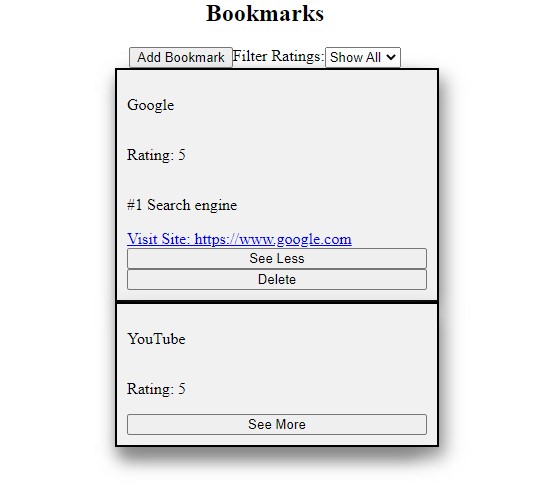 Bookmarks
Add Bookmark Filter Ratings: Show All
Google
Rating: 5
#1 Search engine
Visit Site: https://www.google.com
See Less
Delete
YouTube
Rating: 5
See More